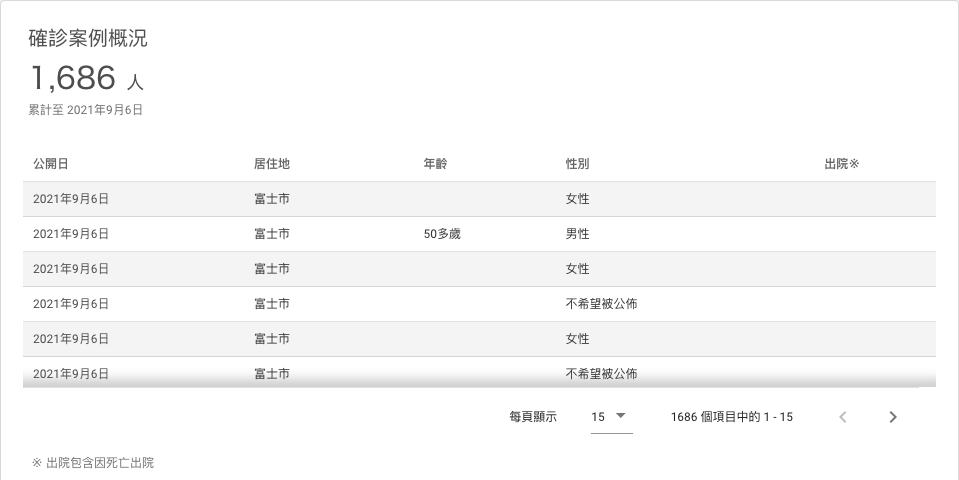 確診案例概況
1,686 人
累計至 2021年9月6日
公開日 居住地 年齡 性別 出院※
2021年9月6日 富士市 女性
2021年9月6日 富士市 50多歲 男性
2021年9月6日 富士市 女性
2021年9月6日 富士市 不希望被公佈
2021年9月6日 富士市 女性
2021年9月6日 富士市 不希望被公佈
每頁顯示 15 1686 個項目中的 1 - 15
※ 出院包含因死亡出院